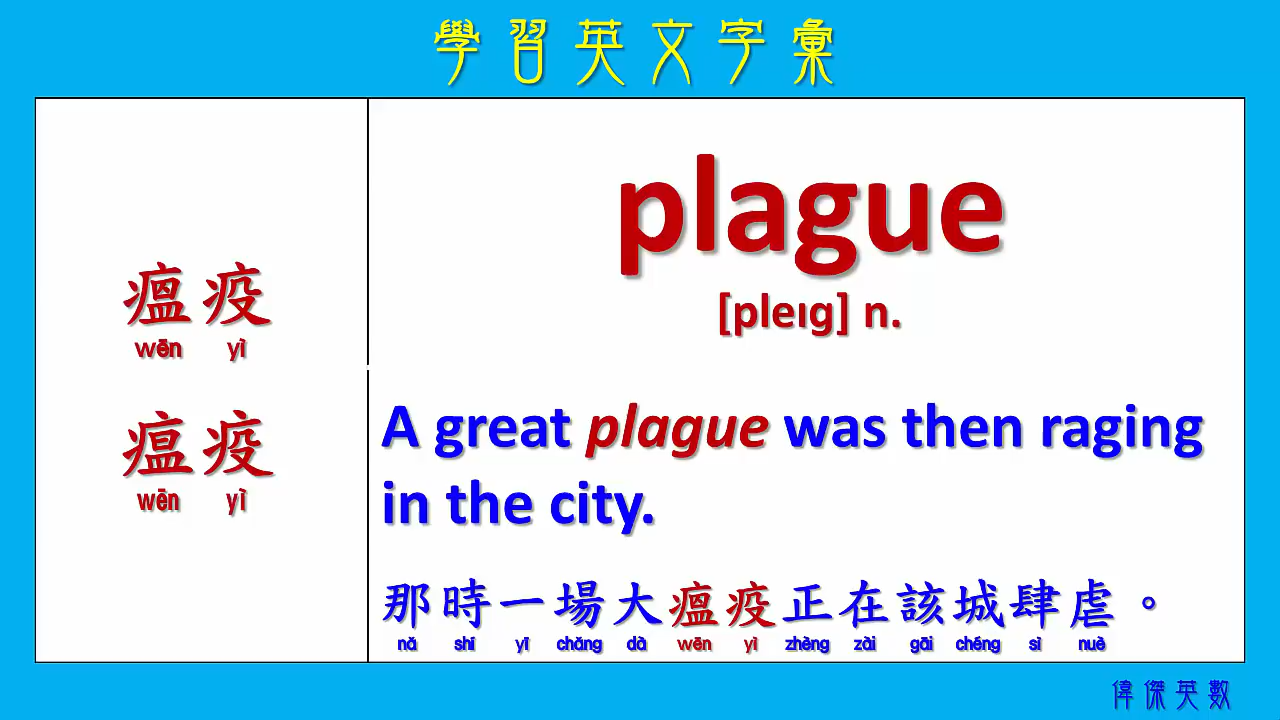 學習英文字彙
瘟疫
wēn yì
瘟疫
wēn yì
plague
[pleɪg] n.
A great plague was then raging
in the city.
那時一場大瘟疫正在該城肆虐。
nă shí yī chăng dà wēn yì zhèng zài gāi chéng sì nuè
偉傑英數